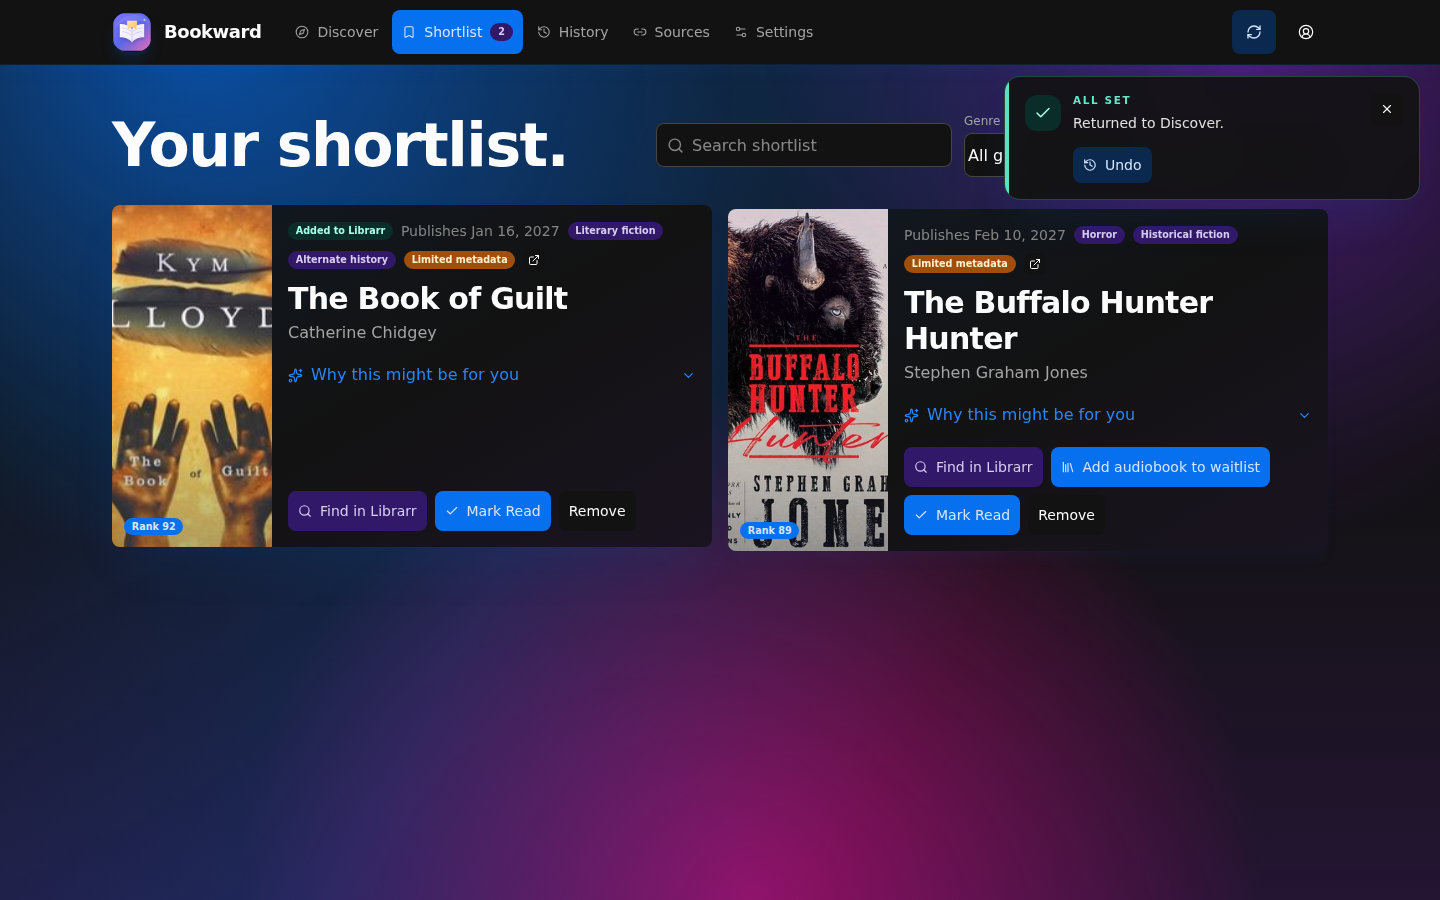 Bookward
Discover
Shortlist 2
History
Sources
Settings
ALL SET
Returned to Discover.
Undo
Your shortlist.
Search shortlist
Genre
All g
KYM
LLOYD
The Book of Guilt
Rank 92
Added to Librarr Publishes Jan 16, 2027 Literary fiction
Alternate history Limited metadata
The Book of Guilt
Catherine Chidgey
Why this might be for you
Find in Librarr Mark Read Remove
THE
BUFFALO
HUNTER
Hunter
STEPHEN GRAH
JONE
Rank 89
Publishes Feb 10, 2027 Horror Historical fiction
Limited metadata
The Buffalo Hunter
Hunter
Stephen Graham Jones
Why this might be for you
Find in Librarr Add audiobook to waitlist
Mark Read Remove